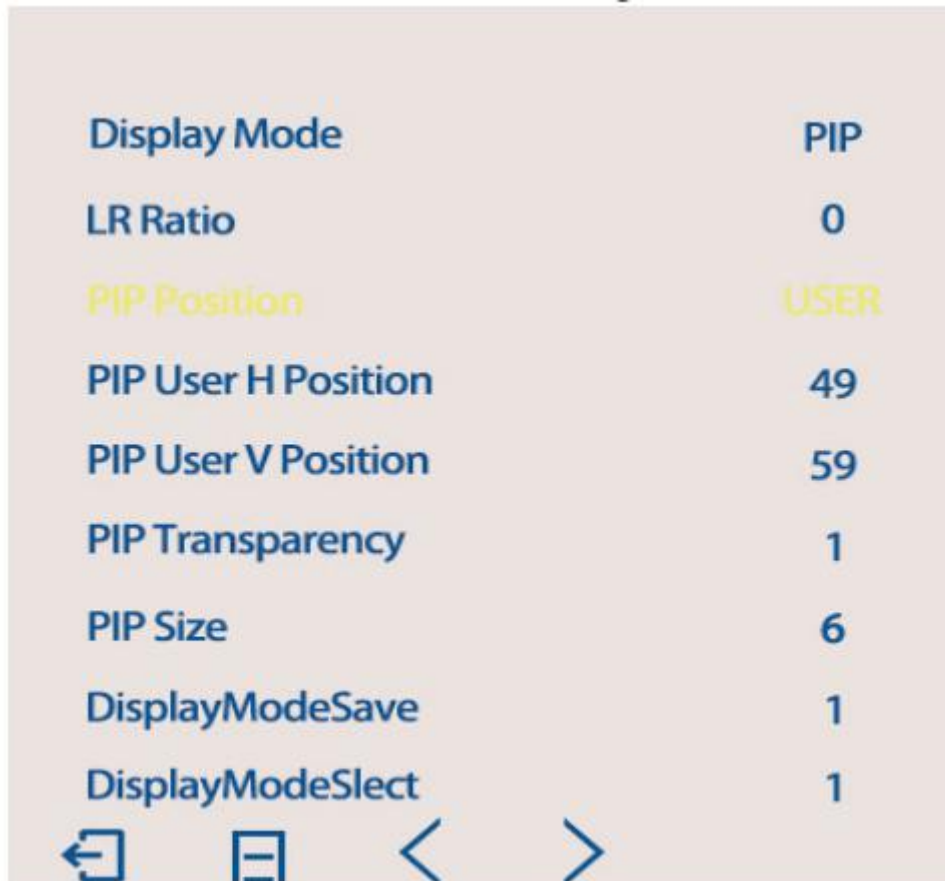 Display Mode PIP
LR Ratio 0
PIP Position USER
PIP User H Position 49
PIP User V Position 59
PIP Transparency 1
PIP Size 6
DisplayModeSave 1
DisplayModeSlect 1